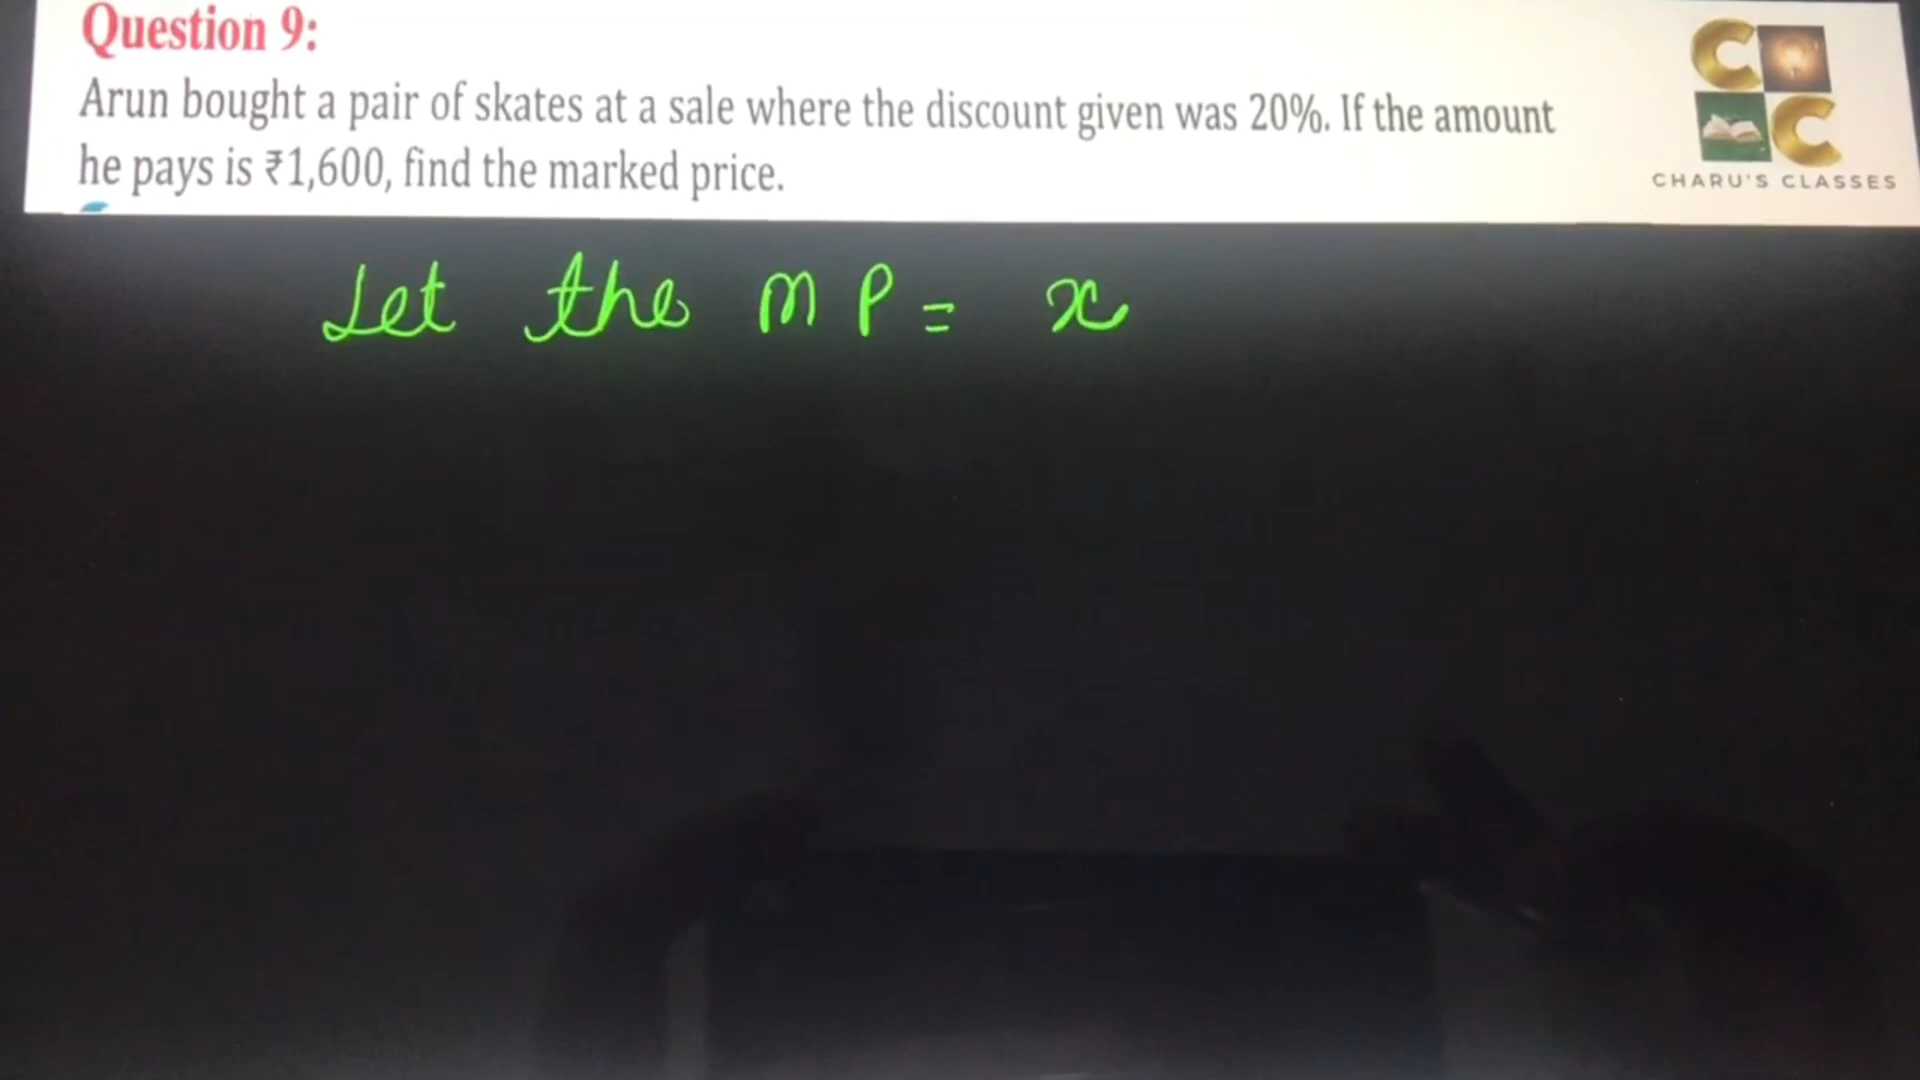 Question 9:
Arun bought a pair of skates at a sale where the discount given was 20%. If the amount
he pays is ₹1,600, find the marked price.
CC
CHARU'S CLASSES
Let the MP = x